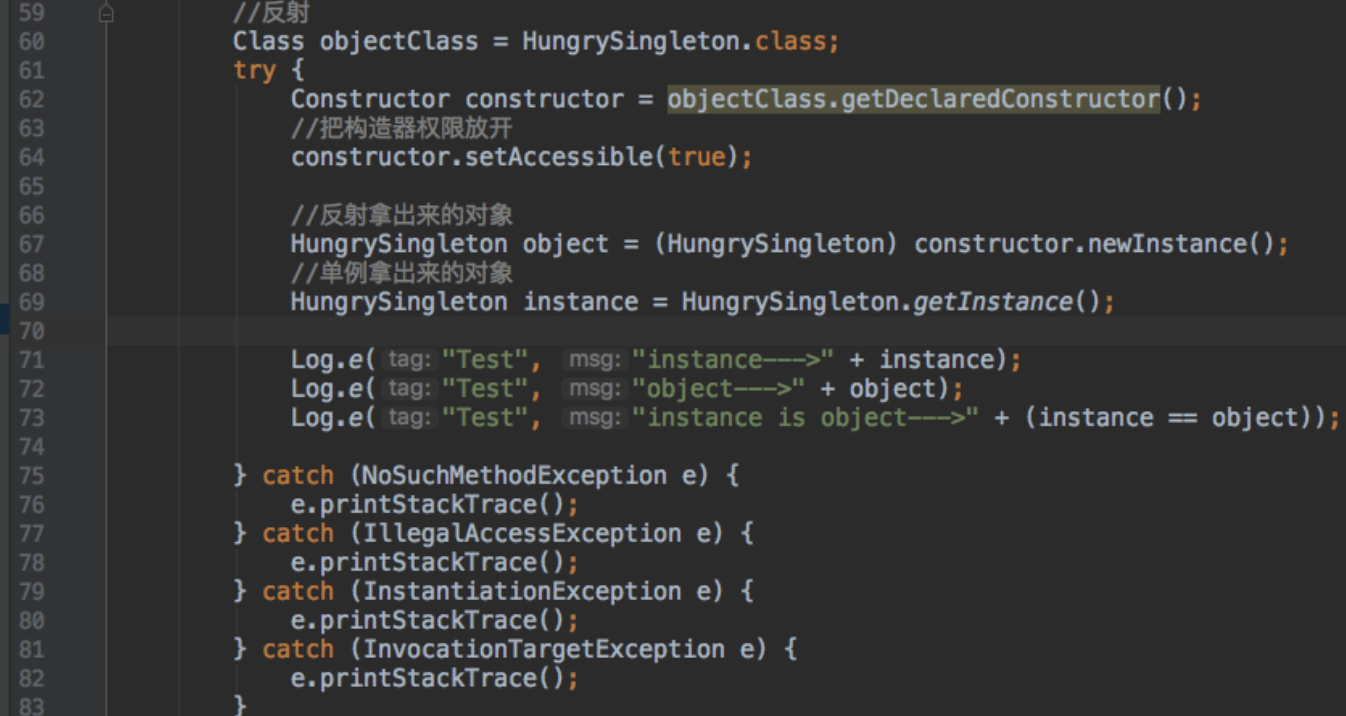 59 //反射
60 Class objectClass = HungrySingleton.class;
61 try {
62 Constructor constructor = objectClass.getDeclaredConstructor();
63 //把构造器权限放开
64 constructor.setAccessible(true);
65
66 //反射拿出来的对象
67 HungrySingleton object = (HungrySingleton) constructor.newInstance();
68 //单例拿出来的对象
69 HungrySingleton instance = HungrySingleton.getInstance();
70
71 Log.e( tag: "Test", msg: "instance--->" + instance);
72 Log.e( tag: "Test", msg: "object--->" + object);
73 Log.e( tag: "Test", msg: "instance is object--->" + (instance == object));
74
75 } catch (NoSuchMethodException e) {
76 e.printStackTrace();
77 } catch (IllegalAccessException e) {
78 e.printStackTrace();
79 } catch (InstantiationException e) {
80 e.printStackTrace();
81 } catch (InvocationTargetException e) {
82 e.printStackTrace();
83 }